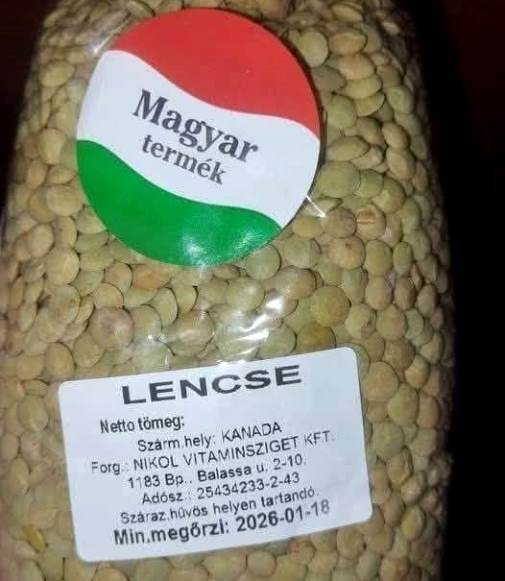 Magyar
termék
LENCSE
Netto tömeg:
Szárm.hely: KANADA
Forg.: NIKOL VITAMINSZIGET KFT.
1183 Bp., Balassa u. 2-10.
Adósz.: 25434233-2-43
Száraz.hűvös helyen tartandó.
Min.megőrzi: 2026-01-18